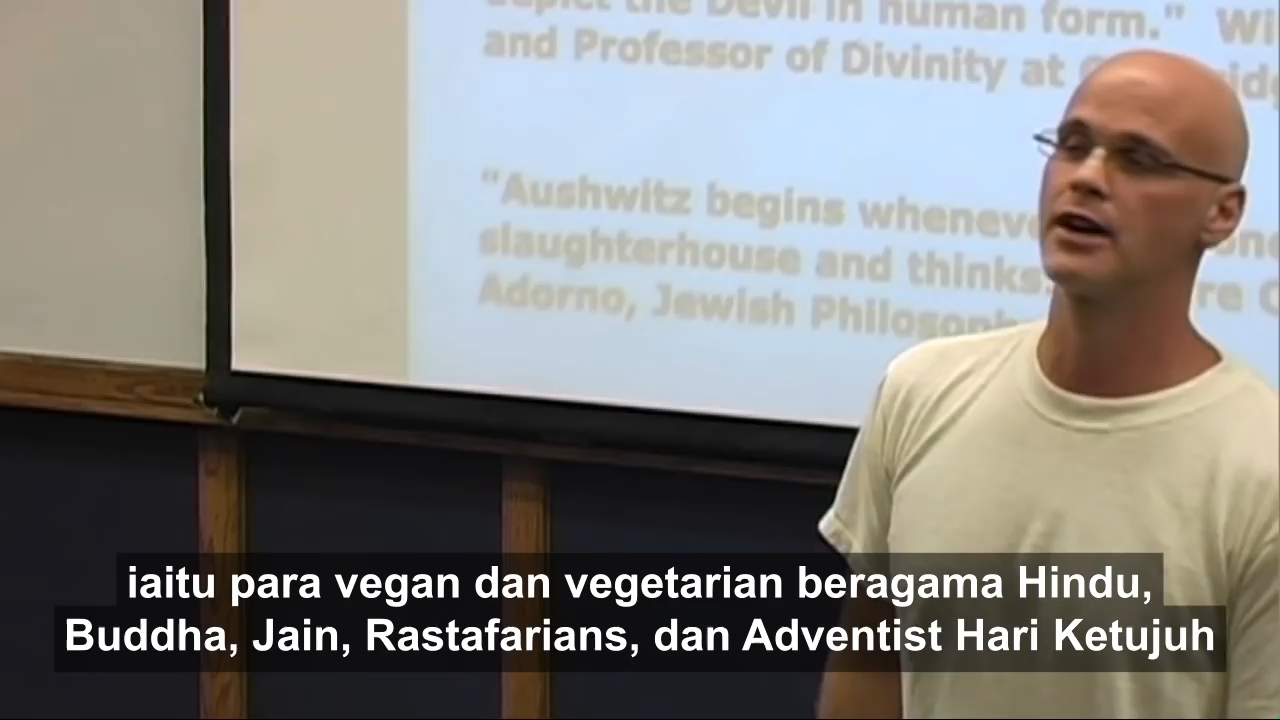 depict the Devil in human form." Wi
and Professor of Divinity at
"Aushwitz begins wheneve
slaughterhouse and thinks:
Adorno, Jewish Philosoph
iaitu para vegan dan vegetarian beragama Hindu,
Buddha, Jain, Rastafarians, dan Adventist Hari Ketujuh